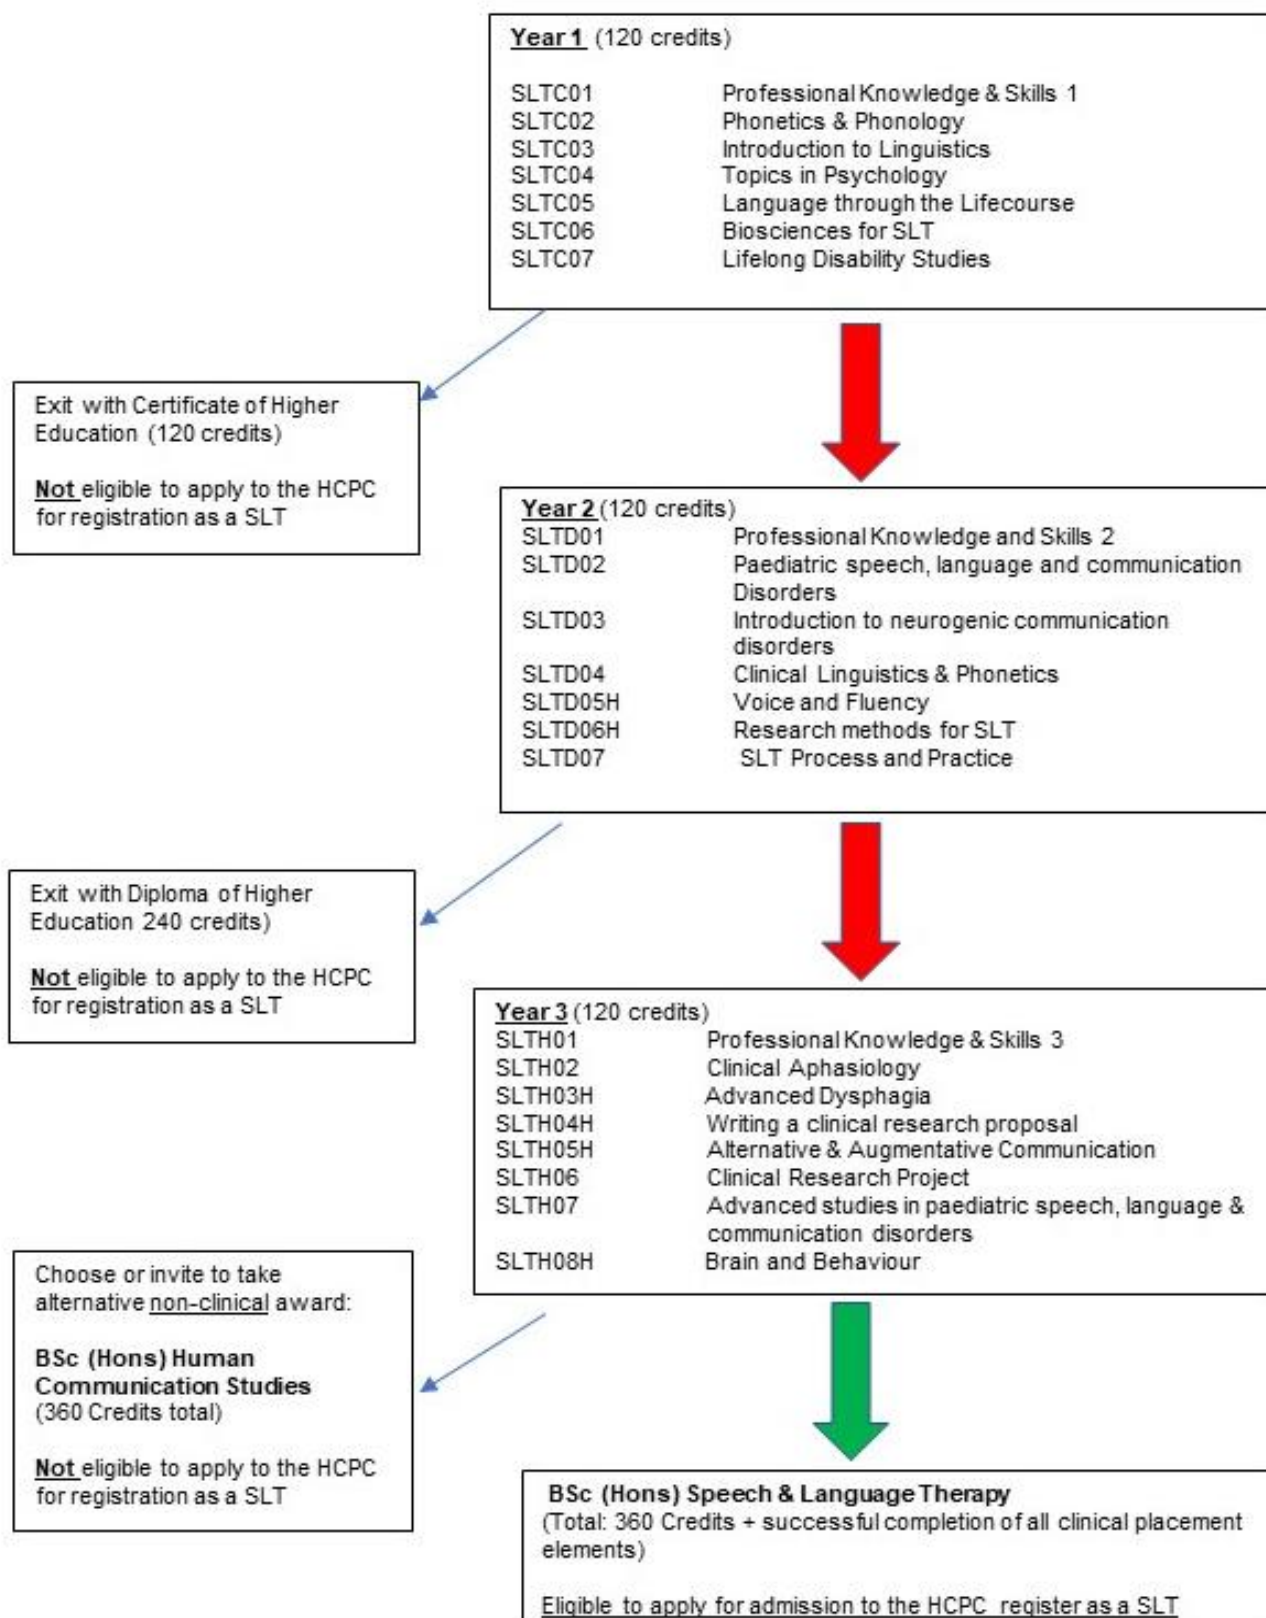 Year 1 (120 credits)
SLTC01 Professional Knowledge & Skills 1
SLTC02 Phonetics & Phonology
SLTC03 Introduction to Linguistics
SLTC04 Topics in Psychology
SLTC05 Language through the Lifecourse
SLTC06 Biosciences for SLT
SLTC07 Lifelong Disability Studies
Exit with Certificate of Higher
Education (120 credits)
Not eligible to apply to the HCPC
for registration as a SLT
Year 2 (120 credits)
SLTD01 Professional Knowledge and Skills 2
SLTD02 Paediatric speech, language and communication
Disorders
SLTD03 Introduction to neurogenic communication
disorders
SLTD04 Clinical Linguistics & Phonetics
SLTD05H Voice and Fluency
SLTD06H Research methods for SLT
SLTD07 SLT Process and Practice
Exit with Diploma of Higher
Education 240 credits)
Not eligible to apply to the HCPC
for registration as a SLT
Year 3 (120 credits)
SLTH01 Professional Knowledge & Skills 3
SLTH02 Clinical Aphasiology
SLTH03H Advanced Dysphagia
SLTH04H Writing a clinical research proposal
SLTH05H Alternative & Augmentative Communication
SLTH06 Clinical Research Project
SLTH07 Advanced studies in paediatric speech, language &
communication disorders
SLTH08H Brain and Behaviour
Choose or invite to take
alternative non-clinical award:
BSc (Hons) Human
Communication Studies
(360 Credits total)
Not eligible to apply to the HCPC
for registration as a SLT
BSc (Hons) Speech & Language Therapy
(Total: 360 Credits + successful completion of all clinical placement
elements)
Eligible to apply for admission to the HCPC register as a SLT